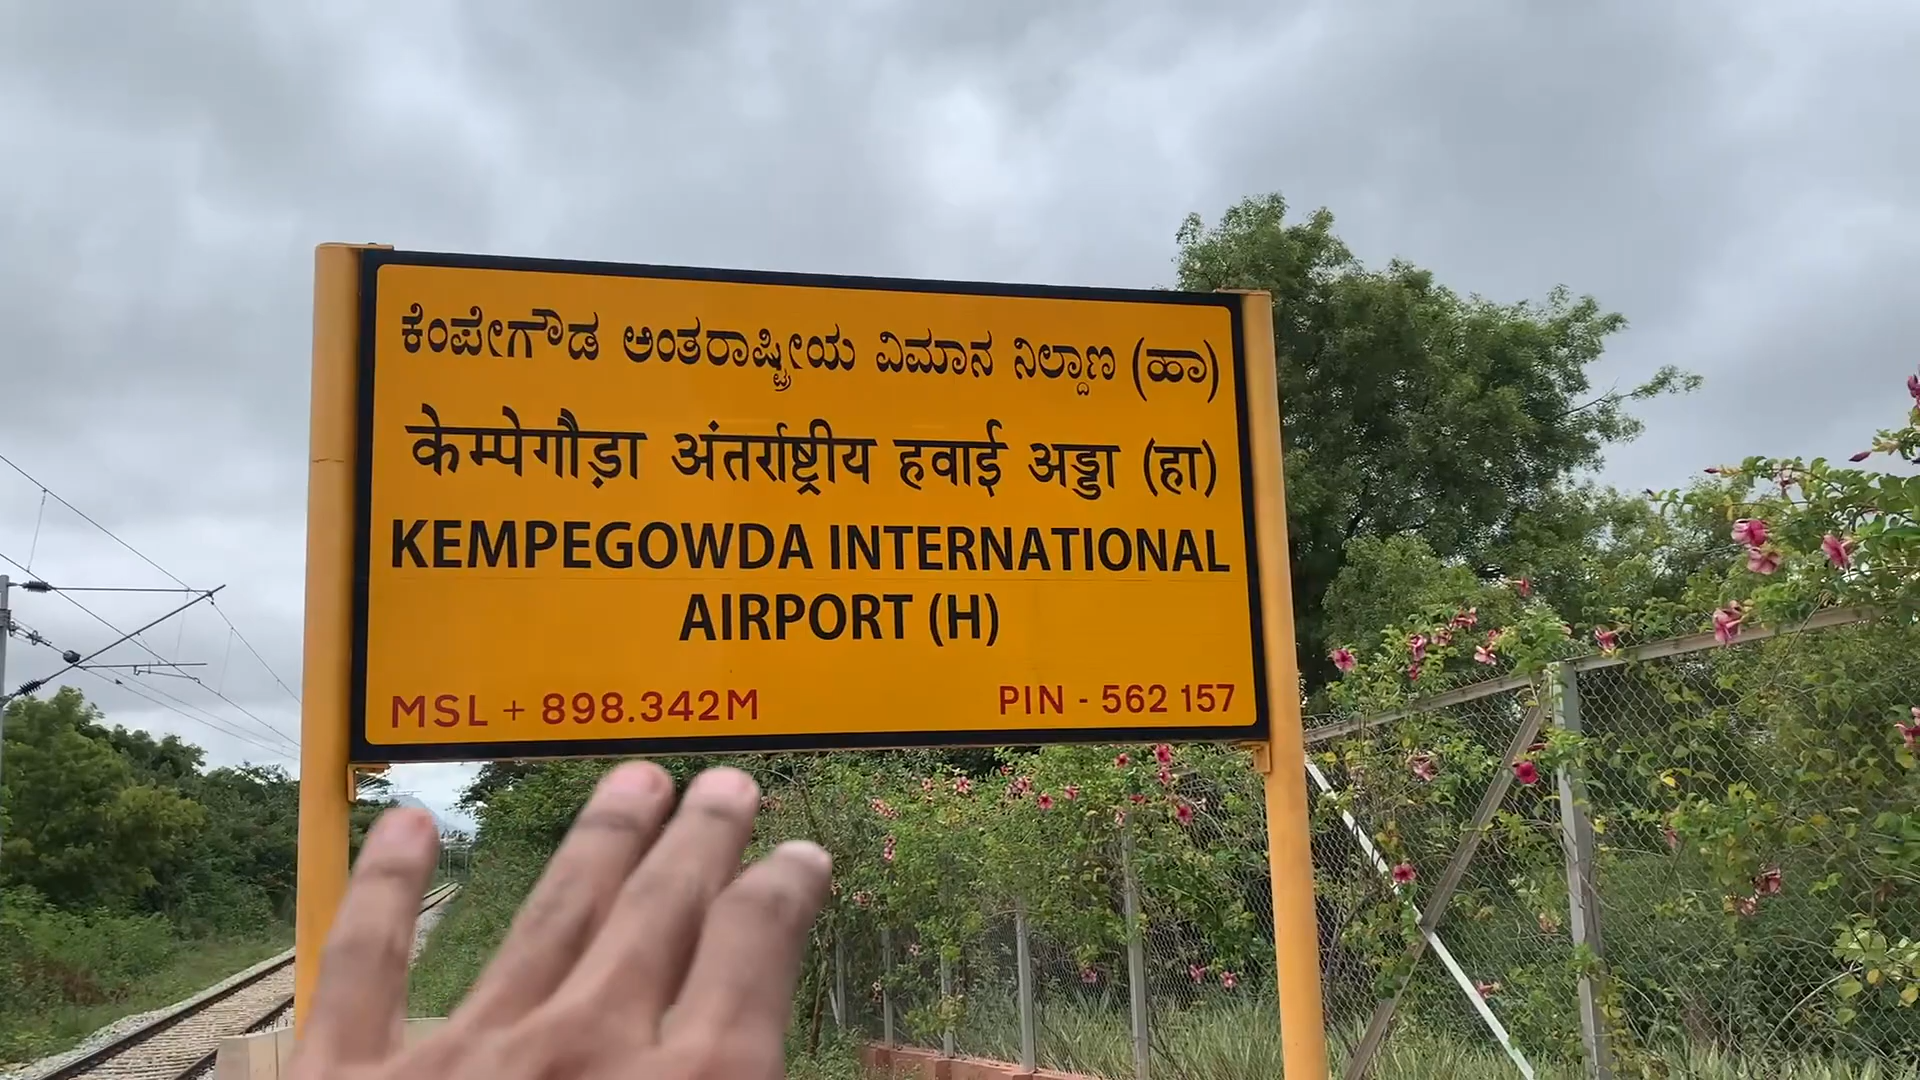 ಕೆಂಪೇಗೌಡ ಅಂತರಾಷ್ಟ್ರೀಯ ವಿಮಾನ ನಿಲ್ದಾಣ (ಹಾ)
केम्पेगौड़ा अंतर्राष्ट्रीय हवाई अड्डा (हा)
KEMPEGOWDA INTERNATIONAL
AIRPORT (H)
MSL + 898.342M PIN - 562 157